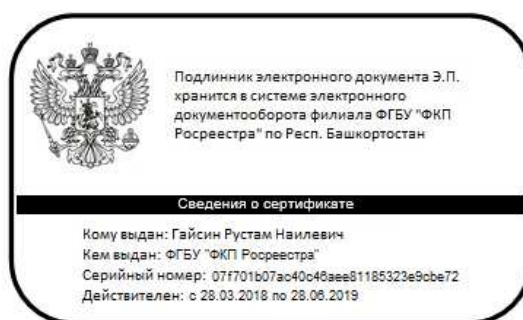 Подлинник электронного документа Э.П.
хранится в системе электронного
документооборота филиала ФГБУ "ФКП
Росреестра" по Респ. Башкортостан
Сведения о сертификате
Кому выдан: Гайсин Рустам Наилевич
Кем выдан: ФГБУ "ФКП Росреестра"
Серийный номер: 07f701b07ac40c46aee81185323e9cbe72
Действителен: с 28.03.2018 по 28.06.2019